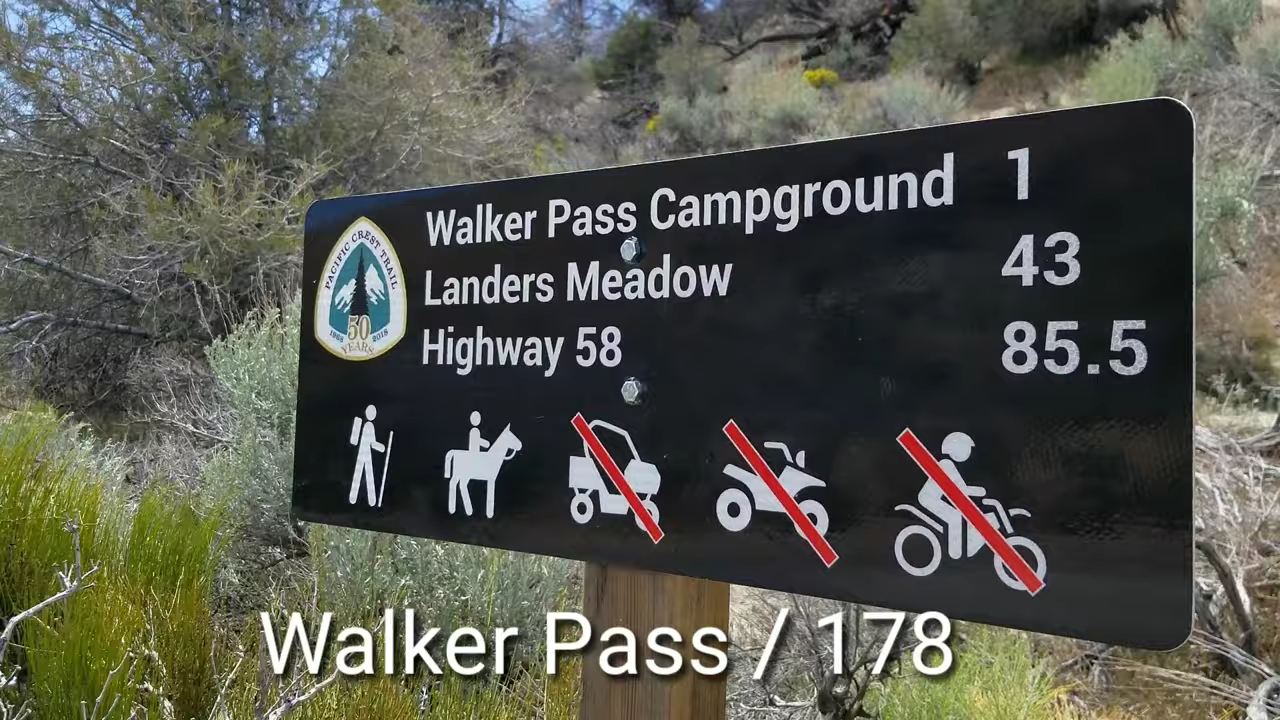 Walker Pass Campground 1
Landers Meadow 43
Highway 58 85.5
PACIFIC CREST TRAIL
50
1968 2018
YEARS
Walker Pass / 178